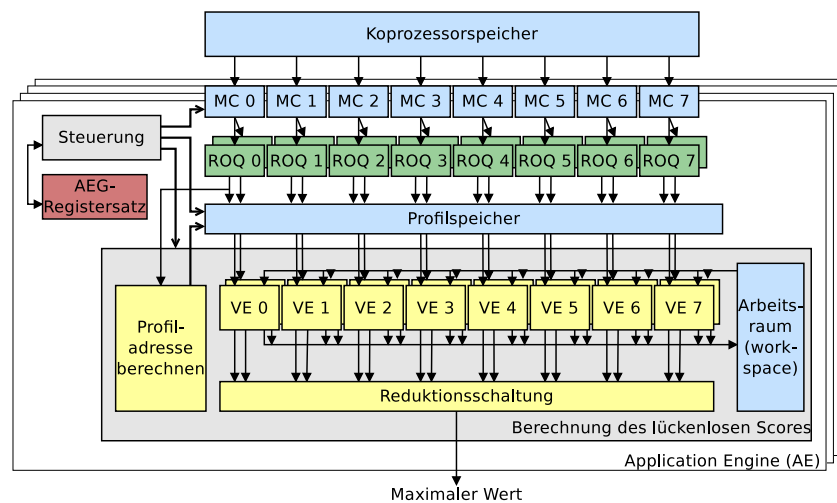 Koprozessorspeicher
MC 0 MC 1 MC 2 MC 3 MC 4 MC 5 MC 6 MC 7
Steuerung
ROQ 0 ROQ 1 ROQ 2 ROQ 3 ROQ 4 ROQ 5 ROQ 6 ROQ 7
AEG-
Registersatz
Profilspeicher
VE 0 VE 1 VE 2 VE 3 VE 4 VE 5 VE 6 VE 7
Profil-
adresse
berechnen
Arbeits-
raum
(work-
space)
Reduktionsschaltung
Berechnung des lückenlosen Scores
Application Engine (AE)
Maximaler Wert